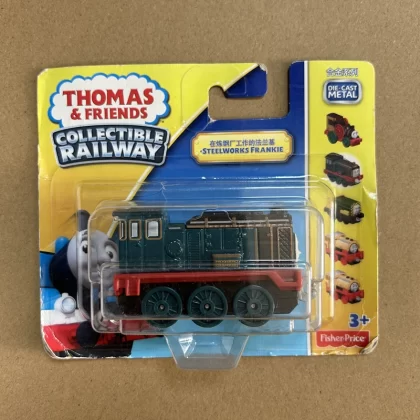 THOMAS
& FRIENDS
COLLECTIBLE
RAILWAY
DIE-CAST
METAL
在炼钢厂工作的法兰基
·STEELWORKS FRANKIE
3+
Fisher-Price